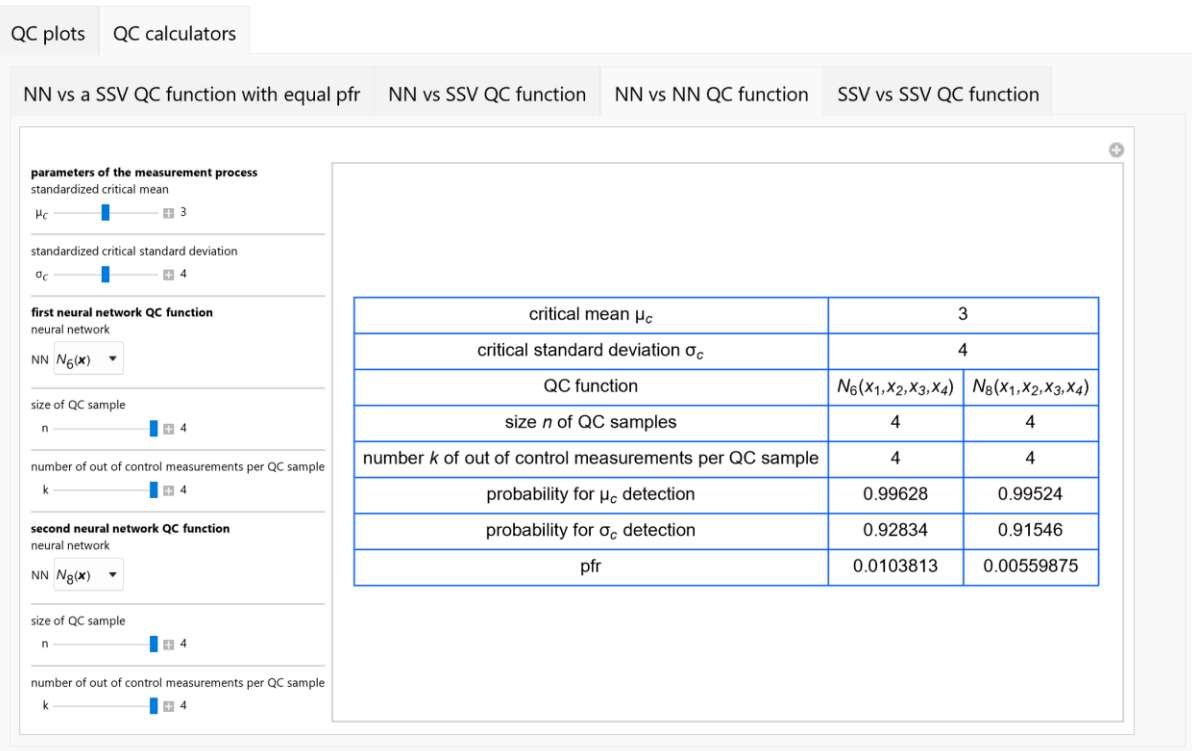 QC plots QC calculators
NN vs a SSV QC function with equal pfr NN vs SSV QC function NN vs NN QC function SSV vs SSV QC function
parameters of the measurement process
standardized critical mean
μc 3
standardized critical standard deviation
σc 4
first neural network QC function
neural network
NN N6(x)
size of QC sample
n 4
number of out of control measurements per QC sample
k 4
second neural network QC function
neural network
NN N8(x)
size of QC sample
n 4
number of out of control measurements per QC sample
k 4
critical mean μc 3
critical standard deviation σc 4
QC function N6(x1,x2,x3,x4) N8(x1,x2,x3,x4)
size n of QC samples 4 4
number k of out of control measurements per QC sample 4 4
probability for μc detection 0.99628 0.99524
probability for σc detection 0.92834 0.91546
pfr 0.0103813 0.00559875